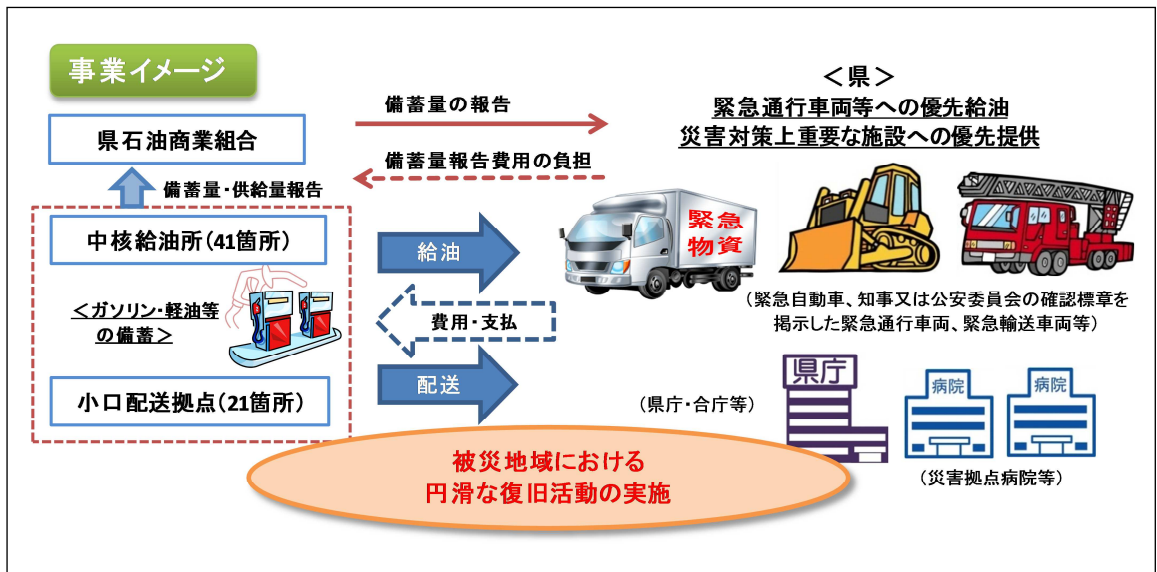 事業イメージ
県石油商業組合
備蓄量・供給量報告
中核給油所(41箇所)
<ガソリン・軽油等
の備蓄>
小口配送拠点(21箇所)
備蓄量の報告
備蓄量報告費用の負担
給油
費用・支払
配送
<県>
緊急通行車両等への優先給油
災害対策上重要な施設への優先提供
緊急
物資
(緊急自動車、知事又は公安委員会の確認標章を
掲示した緊急通行車両、緊急輸送車両等)
県庁
(県庁・合庁等)
病院
病院
(災害拠点病院等)
被災地域における
円滑な復旧活動の実施